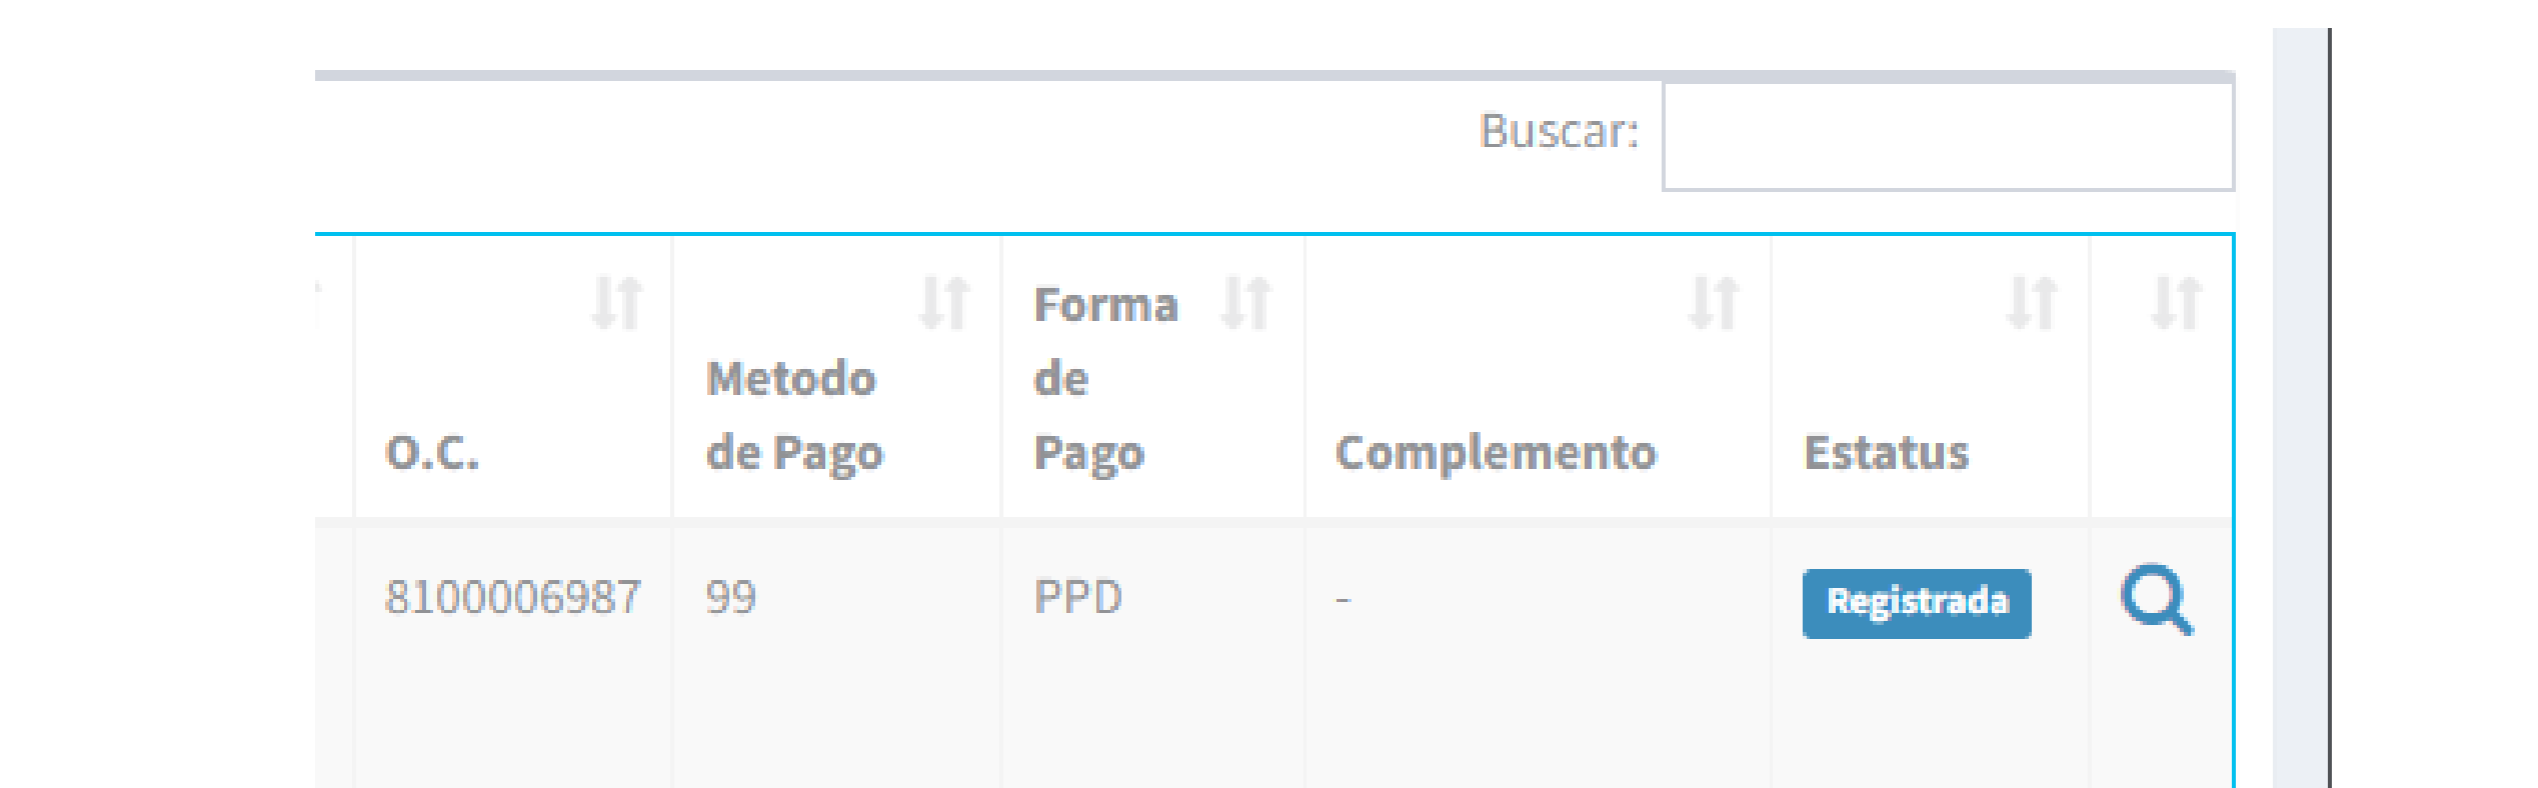 Buscar:
O.C.
Metodo
de Pago
Forma
de
Pago
Complemento
Estatus
8100006987
99
PPD
-
Registrada